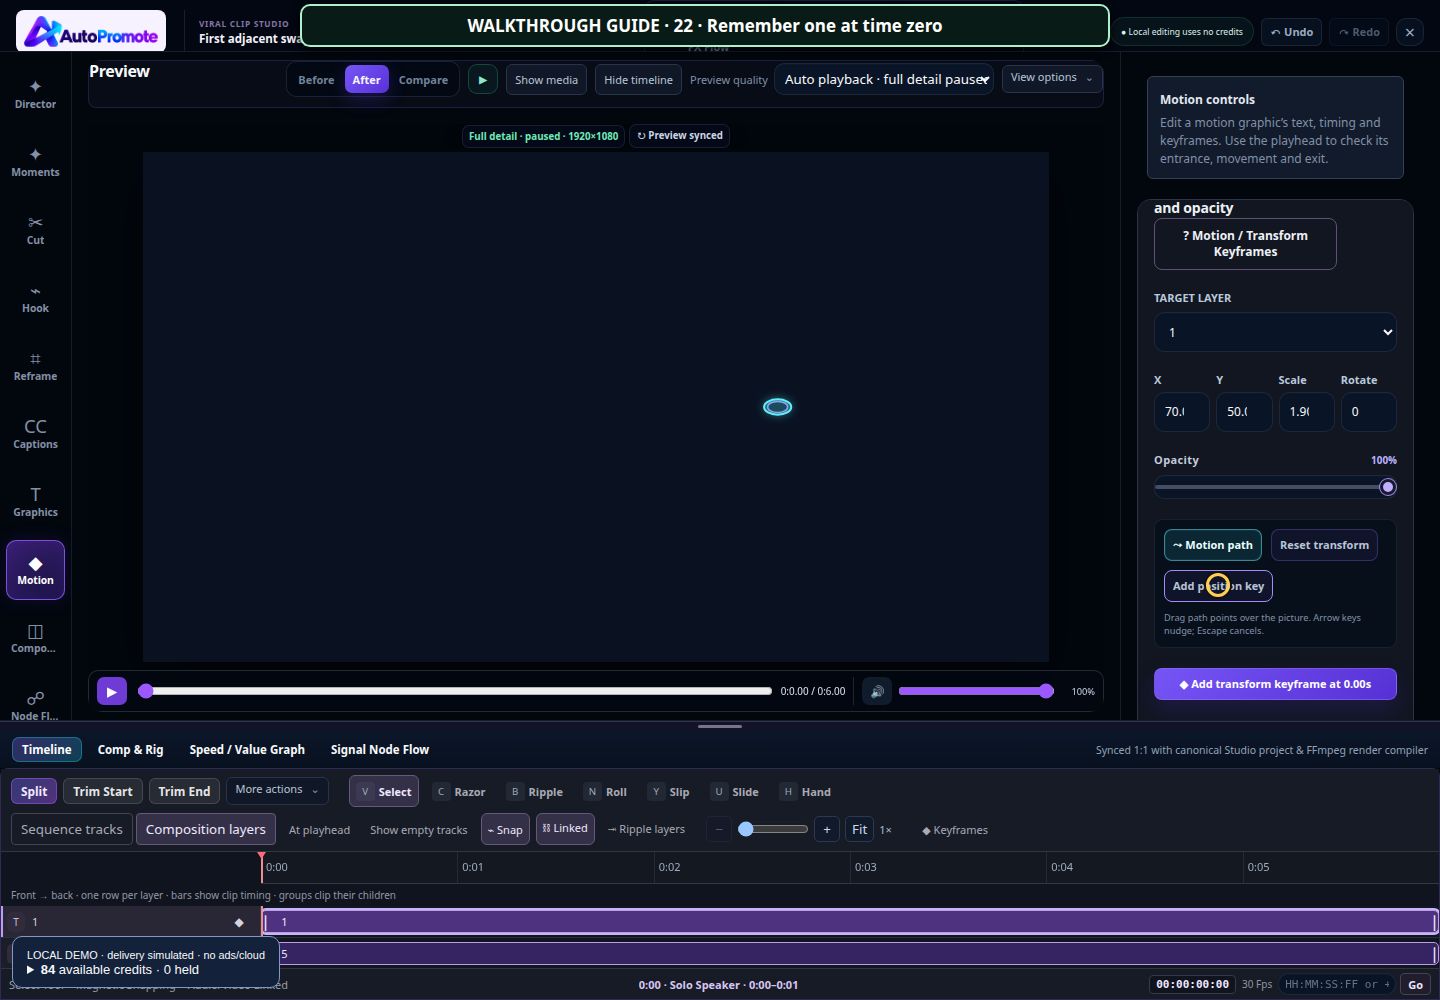 AutoPromote
VIRAL CLIP STUDIO
First adjacent swa
WALKTHROUGH GUIDE · 22 · Remember one at time zero
● Local editing uses no credits
↶ Undo
↷ Redo
✕
Director
Moments
Cut
Hook
Reframe
Captions
Graphics
Motion
Compo...
Node Fl...
Preview
Before
After
Compare
Show media
Hide timeline
Preview quality
Auto playback · full detail paused
View options
Full detail · paused · 1920×1080
↻ Preview synced
0:0.00 / 0:6.00
100%
Motion controls
Edit a motion graphic's text, timing and
keyframes. Use the playhead to check its
entrance, movement and exit.
and opacity
? Motion / Transform
Keyframes
TARGET LAYER
1
X
Y
Scale
Rotate
70.(
50.(
1.9(
0
Opacity
100%
⤳ Motion path
Reset transform
Add position key
Drag path points over the picture. Arrow keys
nudge; Escape cancels.
◆ Add transform keyframe at 0.00s
Timeline
Comp & Rig
Speed / Value Graph
Signal Node Flow
Synced 1:1 with canonical Studio project & FFmpeg render compiler
Split
Trim Start
Trim End
More actions
V Select
C Razor
B Ripple
N Roll
Y Slip
U Slide
H Hand
Sequence tracks
Composition layers
At playhead
Show empty tracks
Snap
Linked
⇥ Ripple layers
−
+
Fit
1×
◆ Keyframes
0:00
0:01
0:02
0:03
0:04
0:05
Front → back · one row per layer · bars show clip timing · groups clip their children
T 1
1
5
LOCAL DEMO · delivery simulated · no ads/cloud
84 available credits · 0 held
0:00 · Solo Speaker · 0:00–0:01
00:00:00:00
30 Fps
HH:MM:SS:FF or +
Go